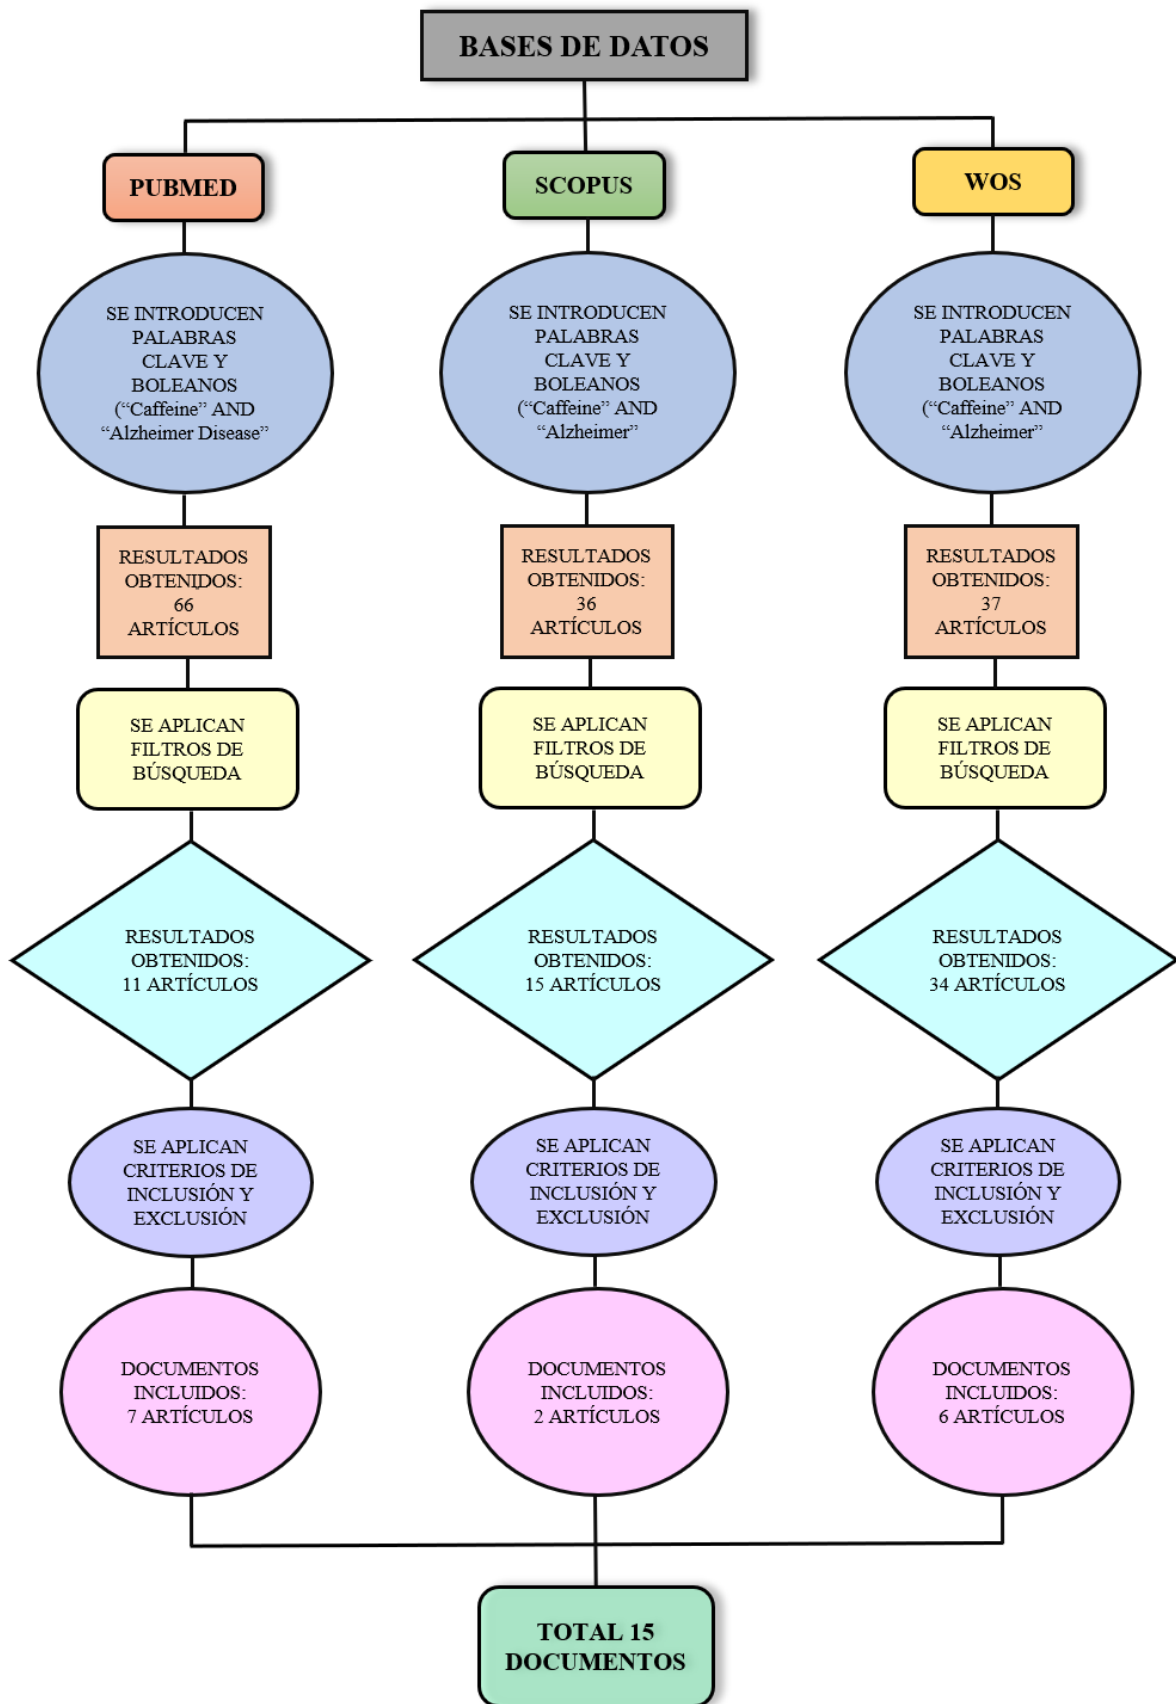 BASES DE DATOS
PUBMED
SCOPUS
WOS
SE INTRODUCEN
PALABRAS
CLAVE Y
BOLEANOS
(“Caffeine” AND
“Alzheimer Disease”
SE INTRODUCEN
PALABRAS
CLAVE Y
BOLEANOS
(“Caffeine” AND
“Alzheimer”
SE INTRODUCEN
PALABRAS
CLAVE Y
BOLEANOS
(“Caffeine” AND
“Alzheimer”
RESULTADOS
OBTENIDOS:
66
ARTÍCULOS
RESULTADOS
OBTENIDOS:
36
ARTÍCULOS
RESULTADOS
OBTENIDOS:
37
ARTÍCULOS
SE APLICAN
FILTROS DE
BÚSQUEDA
SE APLICAN
FILTROS DE
BÚSQUEDA
SE APLICAN
FILTROS DE
BÚSQUEDA
RESULTADOS
OBTENIDOS:
11 ARTÍCULOS
RESULTADOS
OBTENIDOS:
15 ARTÍCULOS
RESULTADOS
OBTENIDOS:
34 ARTÍCULOS
SE APLICAN
CRITERIOS DE
INCLUSIÓN Y
EXCLUSIÓN
SE APLICAN
CRITERIOS DE
INCLUSIÓN Y
EXCLUSIÓN
SE APLICAN
CRITERIOS DE
INCLUSIÓN Y
EXCLUSIÓN
DOCUMENTOS
INCLUIDOS:
7 ARTÍCULOS
DOCUMENTOS
INCLUIDOS:
2 ARTÍCULOS
DOCUMENTOS
INCLUIDOS:
6 ARTÍCULOS
TOTAL 15
DOCUMENTOS